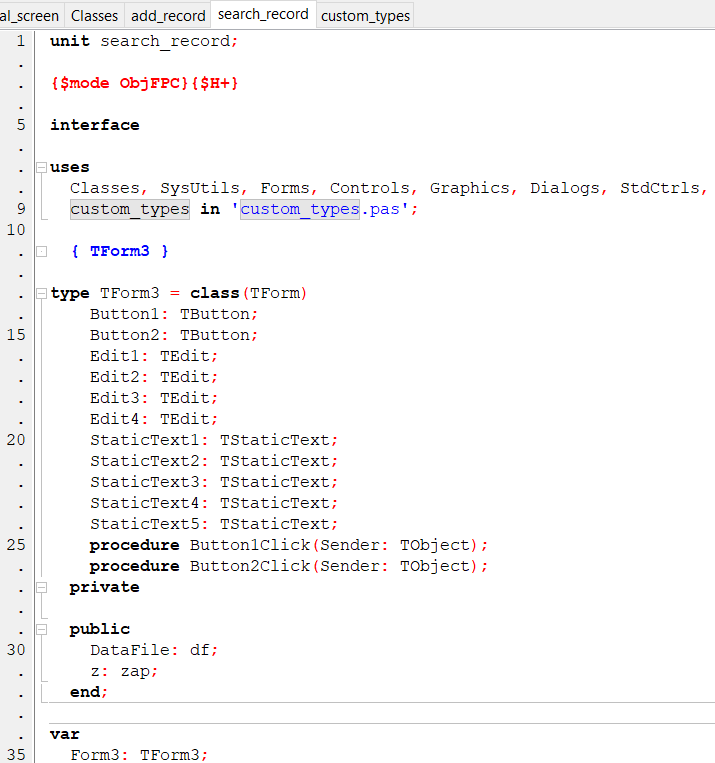 al_screen Classes add_record search_record custom_types
1 unit search_record;
.
. {$mode ObjFPC}{$H+}
.
5 interface
.
. uses
. Classes, SysUtils, Forms, Controls, Graphics, Dialogs, StdCtrls,
9 custom_types in 'custom_types.pas';
10
. { TForm3 }
.
. type TForm3 = class(TForm)
. Button1: TButton;
15 Button2: TButton;
. Edit1: TEdit;
. Edit2: TEdit;
. Edit3: TEdit;
. Edit4: TEdit;
20 StaticText1: TStaticText;
. StaticText2: TStaticText;
. StaticText3: TStaticText;
. StaticText4: TStaticText;
. StaticText5: TStaticText;
25 procedure Button1Click(Sender: TObject);
. procedure Button2Click(Sender: TObject);
. private
.
. public
30 DataFile: df;
. z: zap;
. end;
.
. var
35 Form3: TForm3;